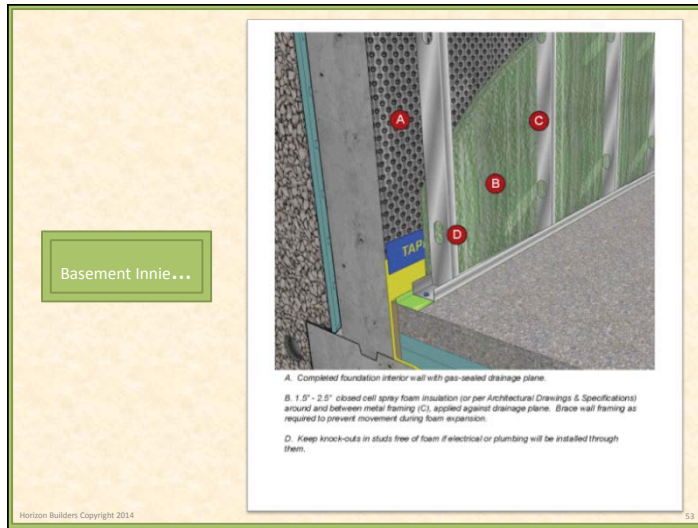 Basement Innie...
A
C
B
D
TAP
A. Completed foundation interior wall with gas-sealed drainage plane.
B. 1.5" - 2.5" closed cell spray foam insulation (or per Architectural Drawings & Specifications)
around and between metal framing (C), applied against drainage plane. Brace wall framing as
required to prevent movement during foam expansion.
D. Keep knock-outs in studs free of foam if electrical or plumbing will be installed through
them.
Horizon Builders Copyright 2014
53